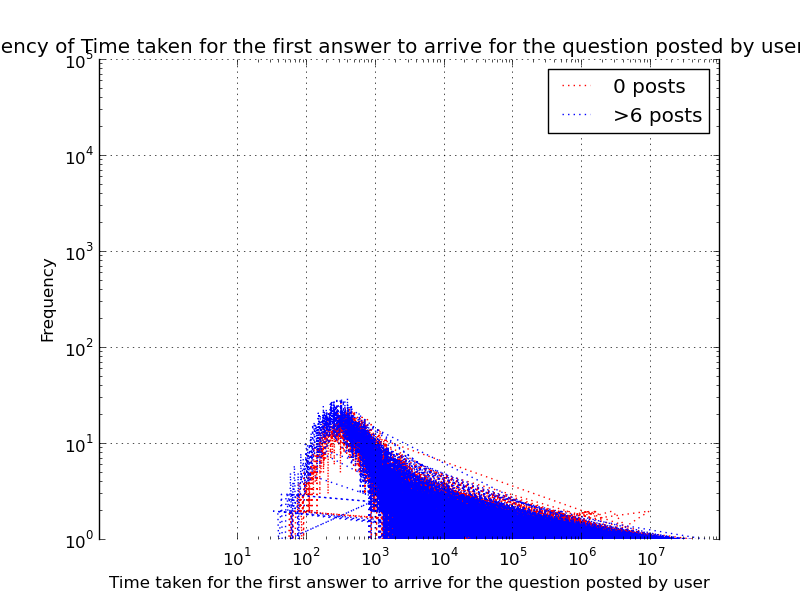 ency of Time taken for the first answer to arrive for the question posted by user
10^5
0 posts
>6 posts
10^4
10^3
Frequency
10^2
10^1
10^0
10^1 10^2 10^3 10^4 10^5 10^6 10^7
Time taken for the first answer to arrive for the question posted by user